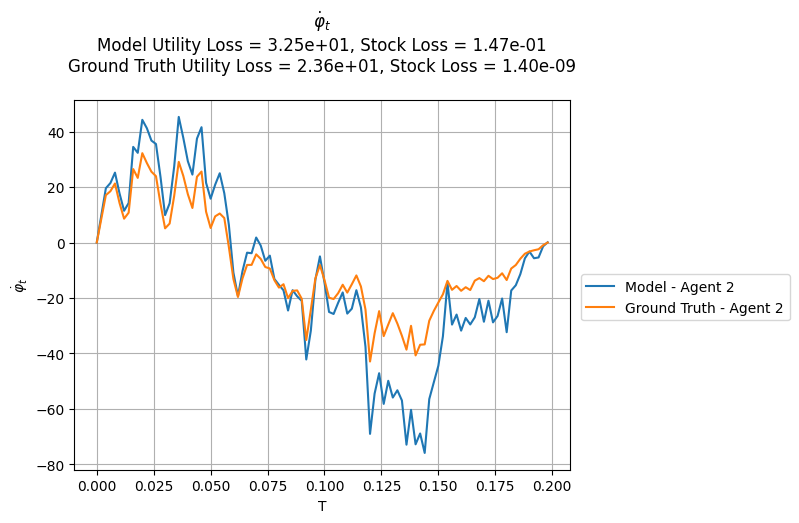 φ̇ₜ
Model Utility Loss = 3.25e+01, Stock Loss = 1.47e-01
Ground Truth Utility Loss = 2.36e+01, Stock Loss = 1.40e-09
40
20
0
−20
−40
−60
−80
φ̇ₜ
0.000 0.025 0.050 0.075 0.100 0.125 0.150 0.175 0.200
T
Model - Agent 2
Ground Truth - Agent 2